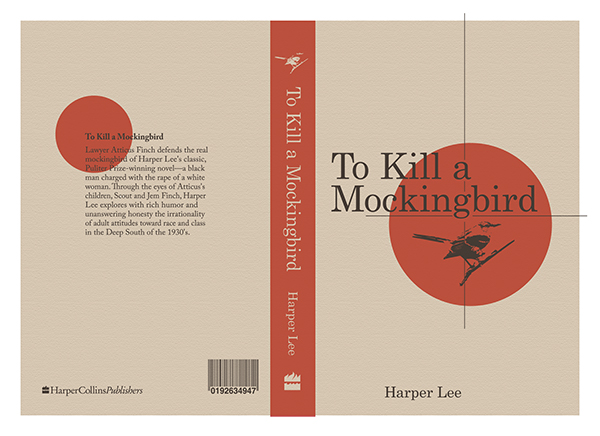 To Kill a Mockingbird
Lawyer Atticus Finch defends the real
mockingbird of Harper Lee's classic,
Puliter Prize-winning novel—a black
man charged with the rape of a white
woman. Through the eyes of Atticus's
children, Scout and Jem Finch, Harper
Lee explores with rich humor and
unanswering honesty the irrationality
of adult attitudes toward race and class
in the Deep South of the 1930's.
HarperCollinsPublishers
0192634947
To Kill a Mockingbird
Harper Lee
To Kill a
Mockingbird
Harper Lee